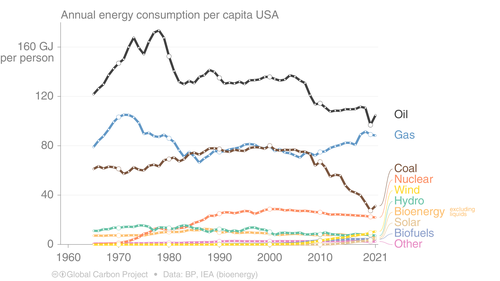 Annual energy consumption per capita USA
160 GJ
per person
120
80
40
0
Oil
Gas
Coal
Nuclear
Wind
Hydro
Bioenergy excluding liquids
Solar
Biofuels
Other
1960 1970 1980 1990 2000 2010 2021
Global Carbon Project • Data: BP, IEA (bioenergy)